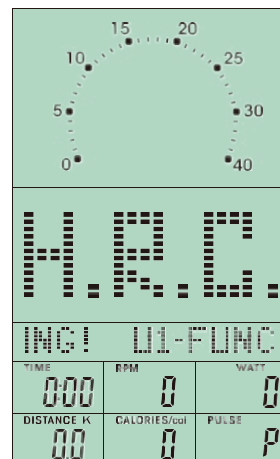 15 20
10 25
5 30
0 40
H.R.C.
ING! U1-FUNC
TIME RPM WATT
0:00 0 0
DISTANCE K CALORIES/cal PULSE
0.0 0 P